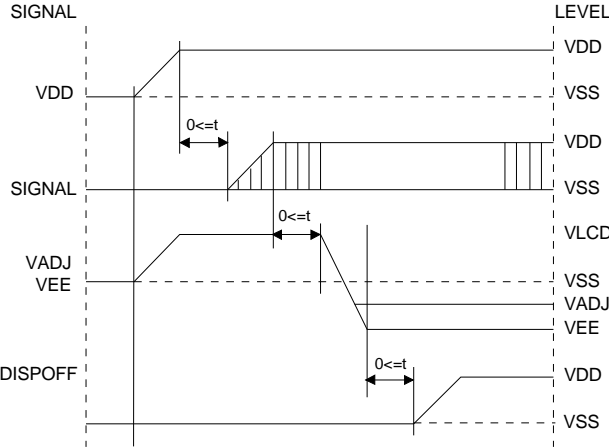 SIGNAL LEVEL
VDD
VDD VSS
0<=t
VDD
SIGNAL VSS
0<=t
VLCD
VADJ
VEE VSS
VADJ
VEE
0<=t
DISPOFF VDD
VSS